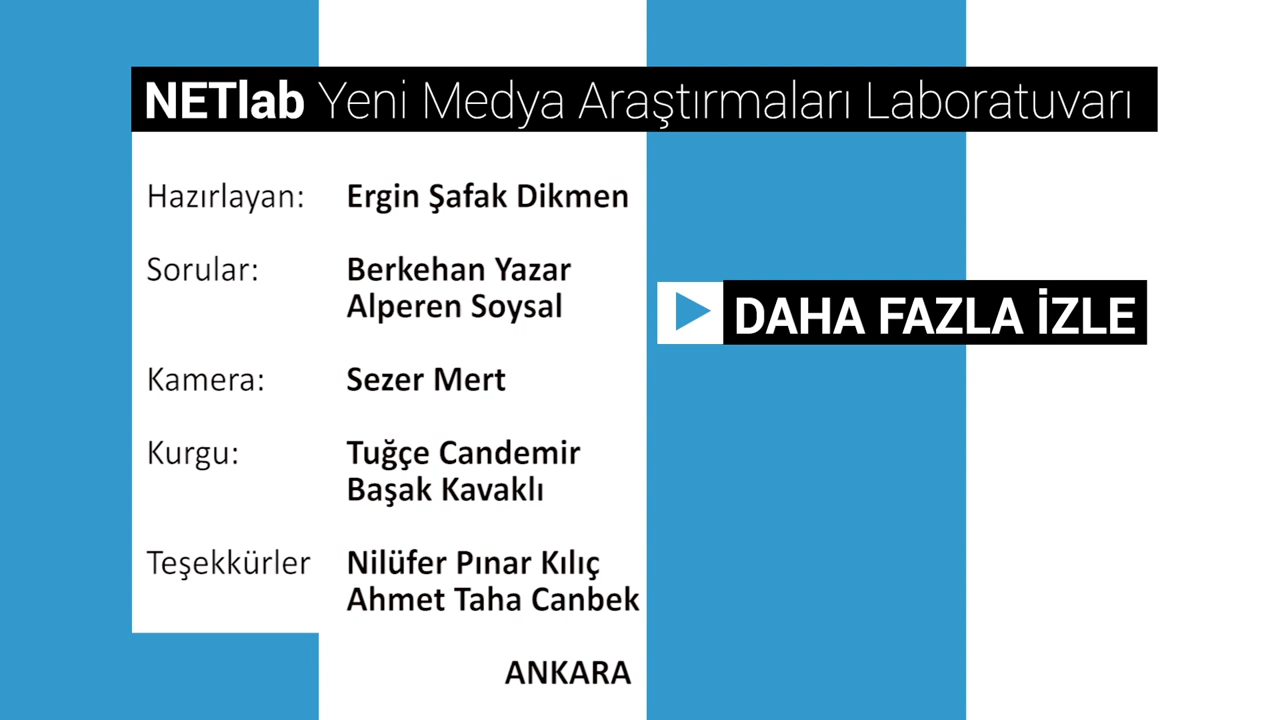 NETlab Yeni Medya Araştırmaları Laboratuvarı
Hazırlayan: Ergin Şafak Dikmen
Sorular: Berkehan Yazar
Alperen Soysal
Kamera: Sezer Mert
Kurgu: Tuğçe Candemir
Başak Kavaklı
Teşekkürler Nilüfer Pınar Kılıç
Ahmet Taha Canbek
ANKARA
DAHA FAZLA İZLE